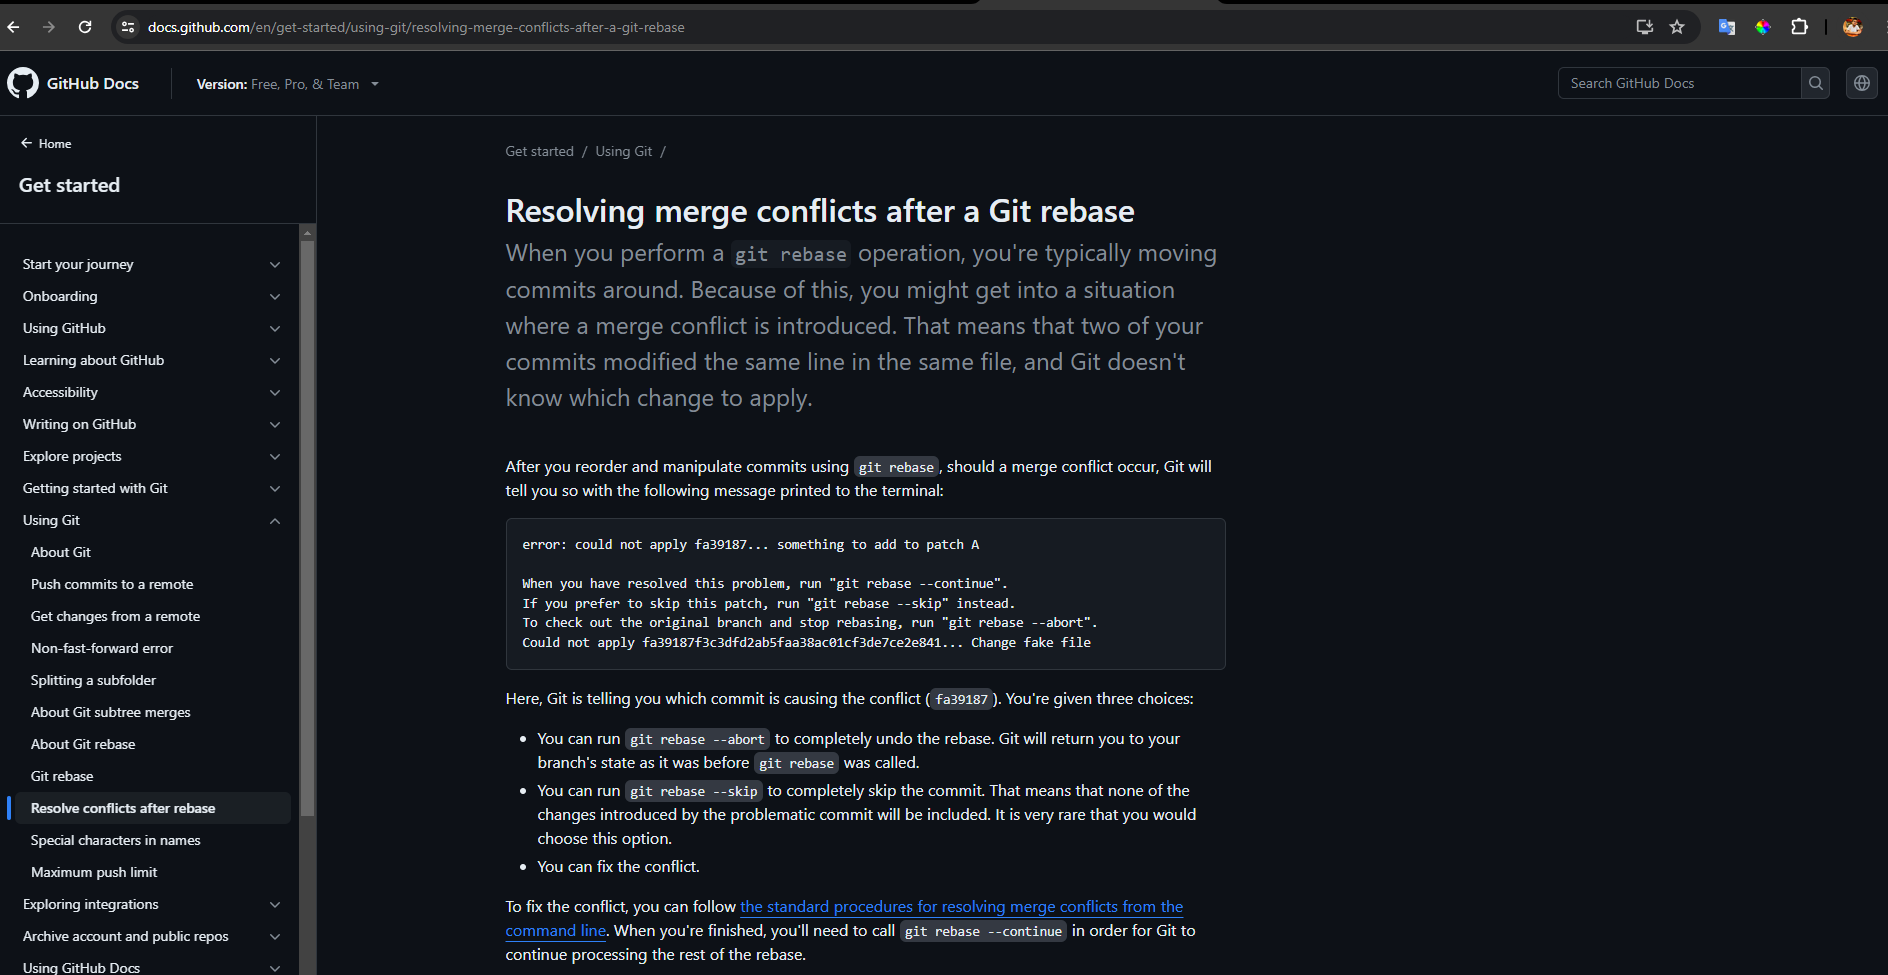 docs.github.com/en/get-started/using-git/resolving-merge-conflicts-after-a-git-rebase
GitHub Docs
Version: Free, Pro, & Team
Search GitHub Docs
Home
Get started
Start your journey
Onboarding
Using GitHub
Learning about GitHub
Accessibility
Writing on GitHub
Explore projects
Getting started with Git
Using Git
About Git
Push commits to a remote
Get changes from a remote
Non-fast-forward error
Splitting a subfolder
About Git subtree merges
About Git rebase
Git rebase
Resolve conflicts after rebase
Special characters in names
Maximum push limit
Exploring integrations
Archive account and public repos
Using GitHub Docs
Get started / Using Git /
Resolving merge conflicts after a Git rebase
When you perform a git rebase operation, you're typically moving
commits around. Because of this, you might get into a situation
where a merge conflict is introduced. That means that two of your
commits modified the same line in the same file, and Git doesn't
know which change to apply.
After you reorder and manipulate commits using git rebase, should a merge conflict occur, Git will
tell you so with the following message printed to the terminal:
error: could not apply fa39187... something to add to patch A
When you have resolved this problem, run "git rebase --continue".
If you prefer to skip this patch, run "git rebase --skip" instead.
To check out the original branch and stop rebasing, run "git rebase --abort".
Could not apply fa39187f3c3dfd2ab5faa38ac01cf3de7ce2e841... Change fake file
Here, Git is telling you which commit is causing the conflict (fa39187). You're given three choices:
• You can run git rebase --abort to completely undo the rebase. Git will return you to your
branch's state as it was before git rebase was called.
• You can run git rebase --skip to completely skip the commit. That means that none of the
changes introduced by the problematic commit will be included. It is very rare that you would
choose this option.
• You can fix the conflict.
To fix the conflict, you can follow the standard procedures for resolving merge conflicts from the
command line. When you're finished, you'll need to call git rebase --continue in order for Git to
continue processing the rest of the rebase.